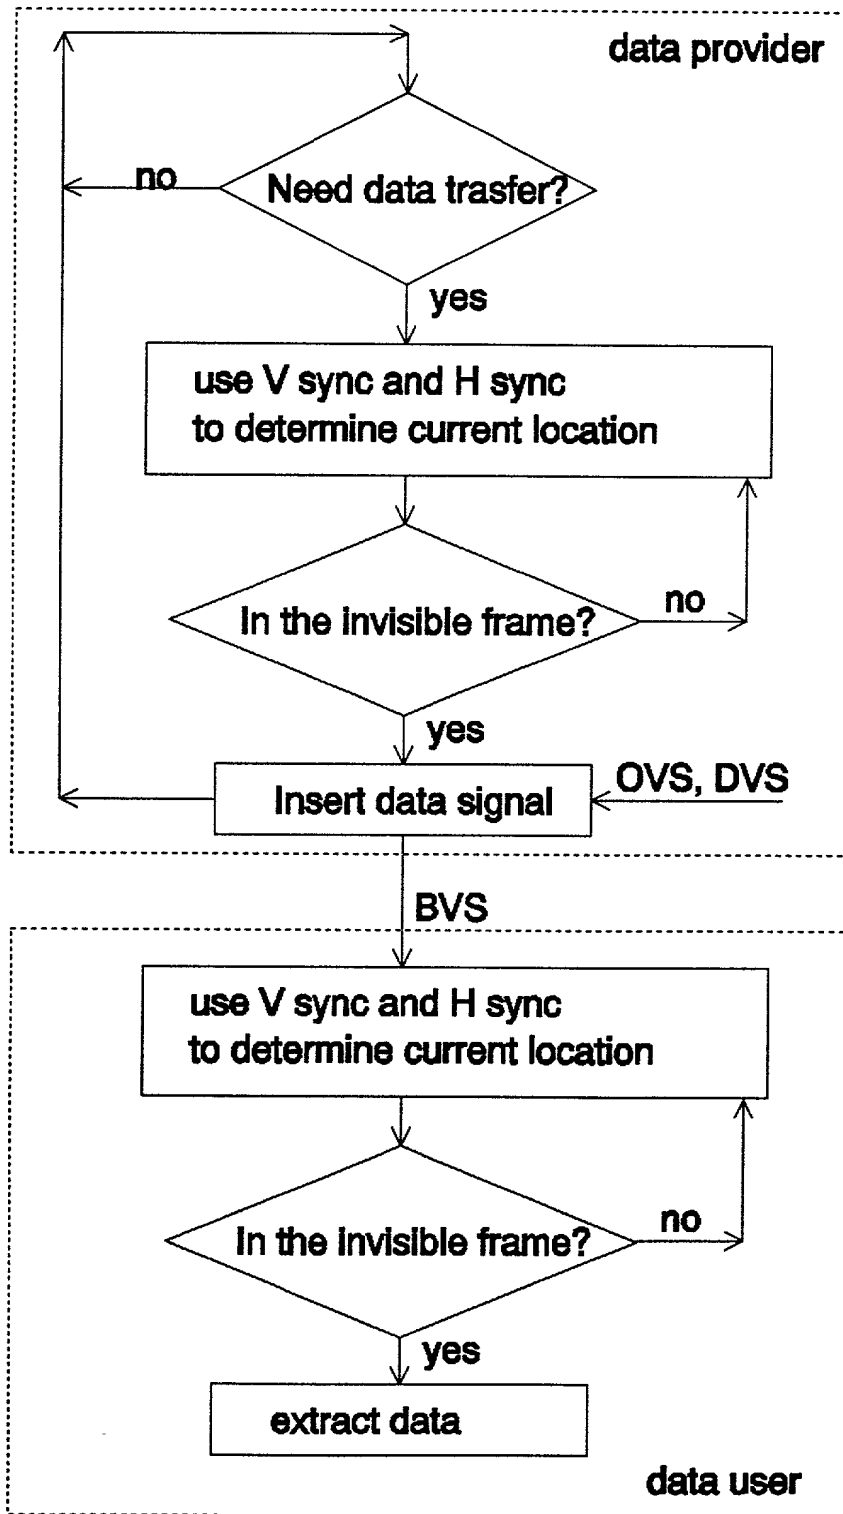 data provider
no
Need data trasfer?
yes
use V sync and H sync
to determine current location
In the invisible frame?
no
yes
Insert data signal
OVS, DVS
BVS
use V sync and H sync
to determine current location
In the invisible frame?
no
yes
extract data
data user